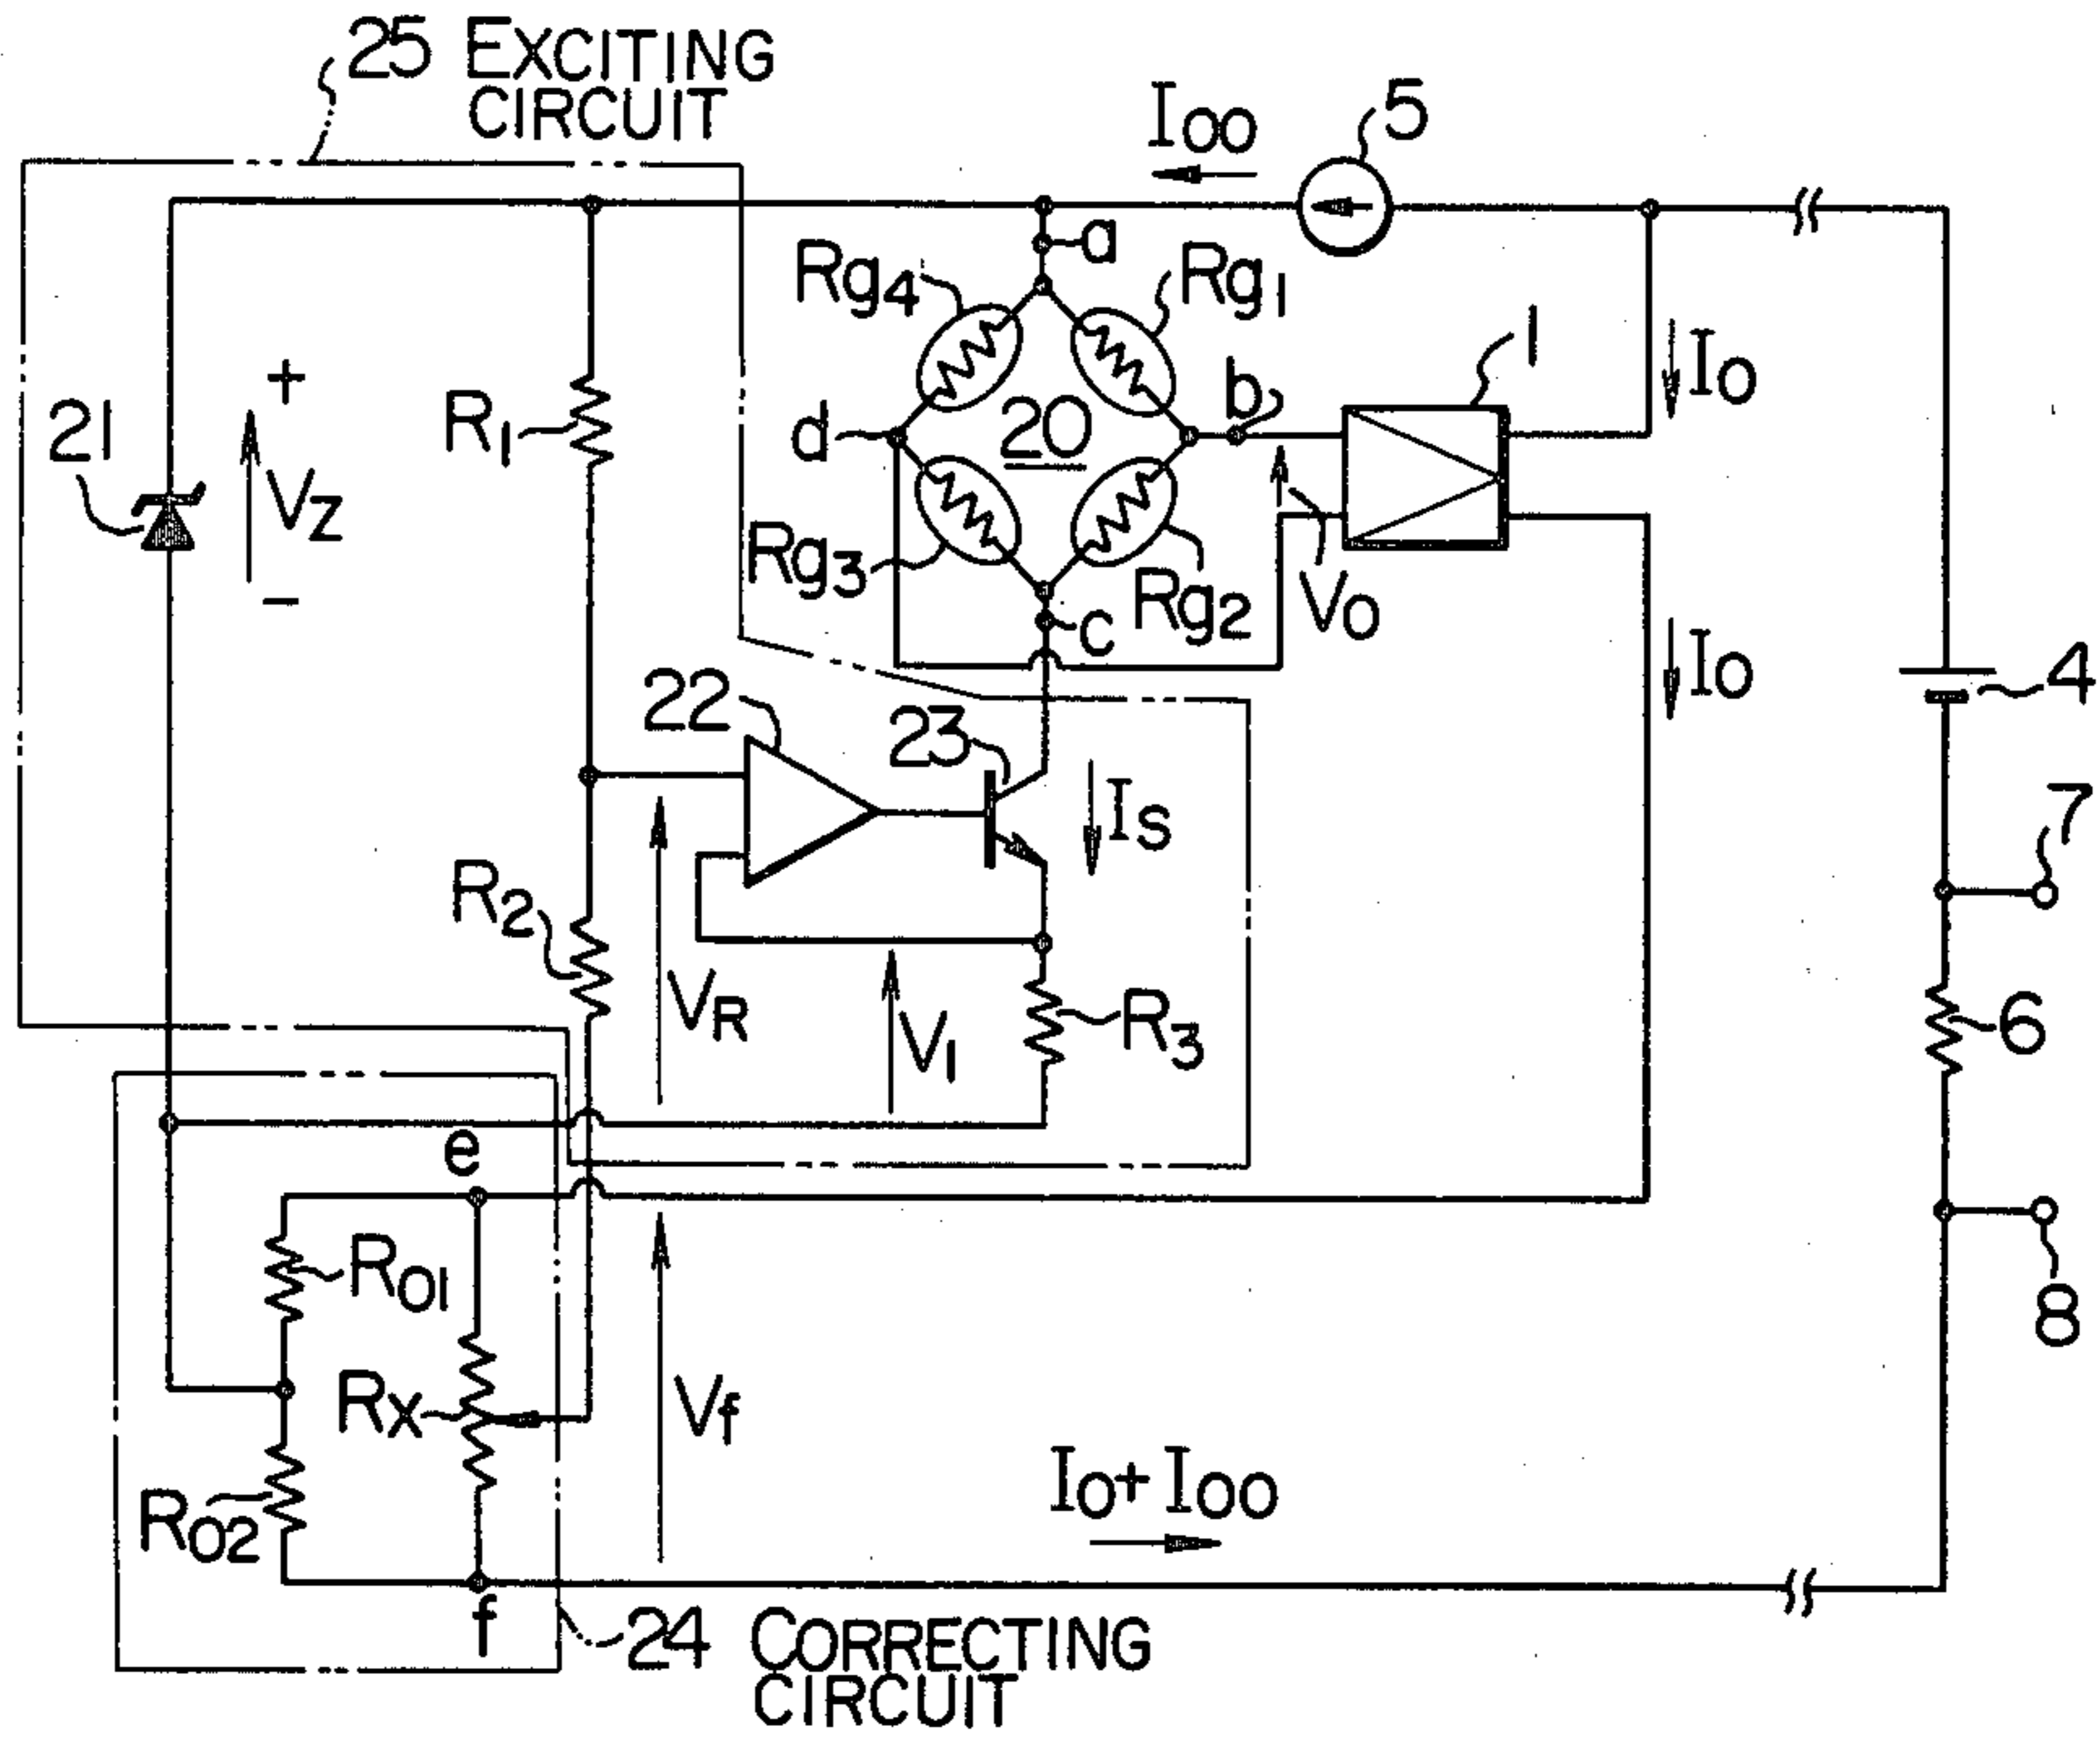 25 EXCITING
CIRCUIT
Ioo
5
a
Rg4
Rg1
1
Io
+
21
Vz
−
R1
d
20
b
Rg3
Rg2
c
Vo
Io
4
22
23
Is
7
R2
VR
V1
R3
6
e
Ro1
Rx
Vf
8
Ro2
Io+Ioo
f
24 CORRECTING
CIRCUIT